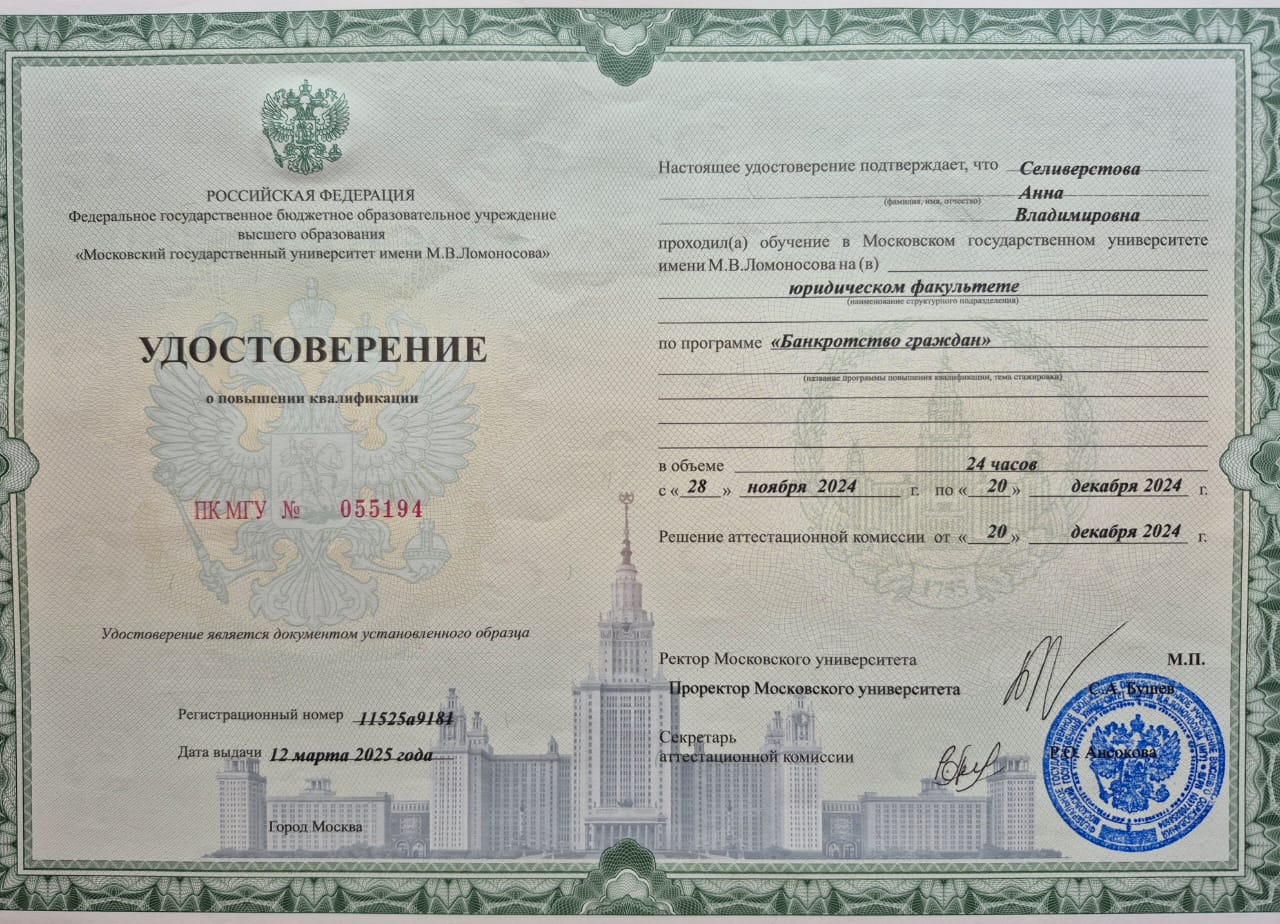 РОССИЙСКАЯ ФЕДЕРАЦИЯ
Федеральное государственное бюджетное образовательное учреждение
высшего образования
«Московский государственный университет имени М.В.Ломоносова»
УДОСТОВЕРЕНИЕ
о повышении квалификации
ПК МГУ № 055194
Удостоверение является документом установленного образца
Регистрационный номер 11525а9181
Дата выдачи 12 марта 2025 года
Город Москва
Настоящее удостоверение подтверждает, что Селиверстова
Анна
(фамилия, имя, отчество)
Владимировна
проходил(а) обучение в Московском государственном университете
имени М.В.Ломоносова на (в)
юридическом факультете
(наименование структурного подразделения)
по программе «Банкротство граждан»
(название программы повышения квалификации, тема стажировки)
в объеме 24 часов
с «28» ноября 2024 г. по «20» декабря 2024 г.
Решение аттестационной комиссии от «20» декабря 2024 г.
1755
Ректор Московского университета М.П.
Проректор Московского университета С.А. Бушев
Секретарь
аттестационной комиссии Р.О. Ансокова